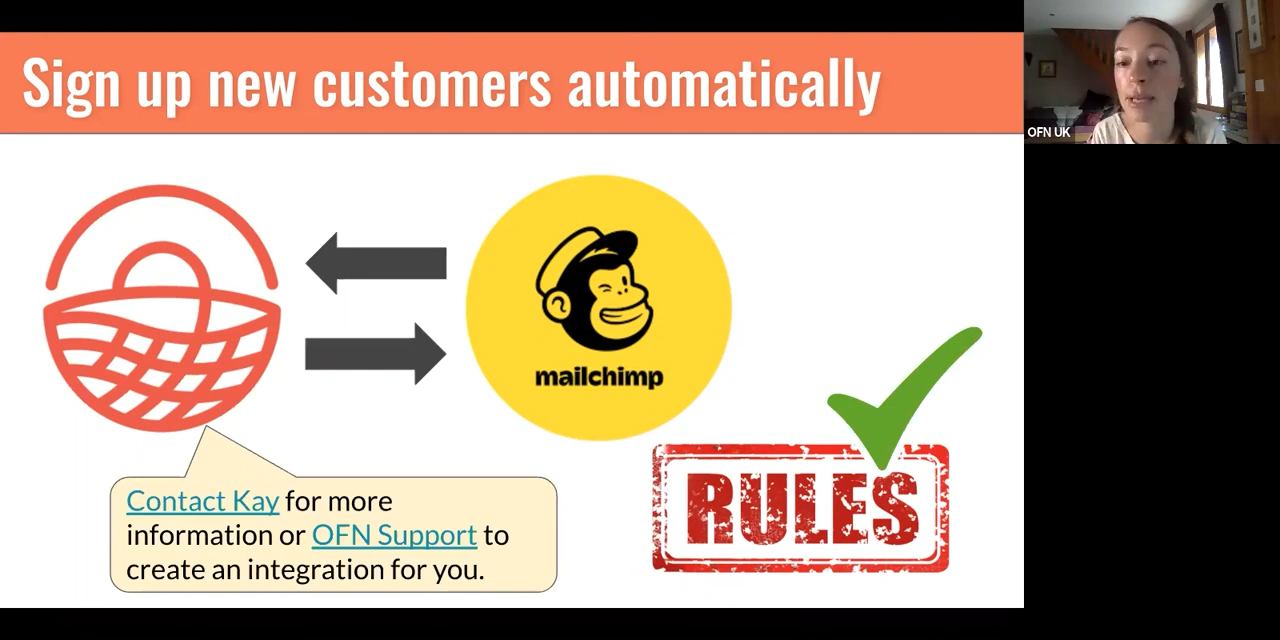 Sign up new customers automatically
OFN UK
mailchimp
RULES
Contact Kay for more
information or OFN Support to
create an integration for you.